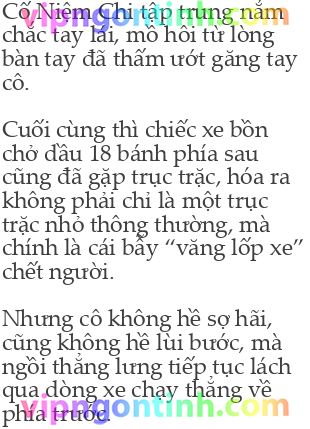 Cố Niệm Chi tập trung nắm
chắc tay lái, mồ hôi từ lòng
bàn tay đã thấm ướt găng tay
cô.
Cuối cùng thì chiếc xe bồn
chở dầu 18 bánh phía sau
cũng đã gặp trục trặc, hóa ra
không phải chỉ là một trục
trặc nhỏ thông thường, mà
chính là cái bẫy “văng lốp xe”
chết người.
Nhưng cô không hề sợ hãi,
cũng không hề lùi bước, mà
ngồi thẳng lưng tiếp tục lách
qua dòng xe chạy thẳng về
phía trước.
vipngontinh.com
vipngontinh.com